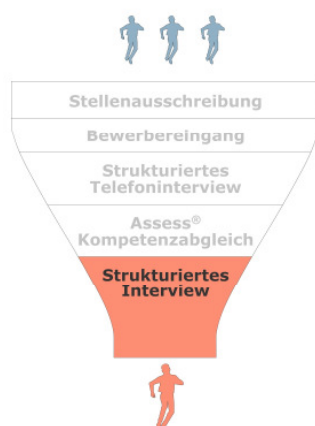 Stellenausschreibung
Bewerbereingang
Strukturiertes
Telefoninterview
Assess®
Kompetenzabgleich
Strukturiertes
Interview